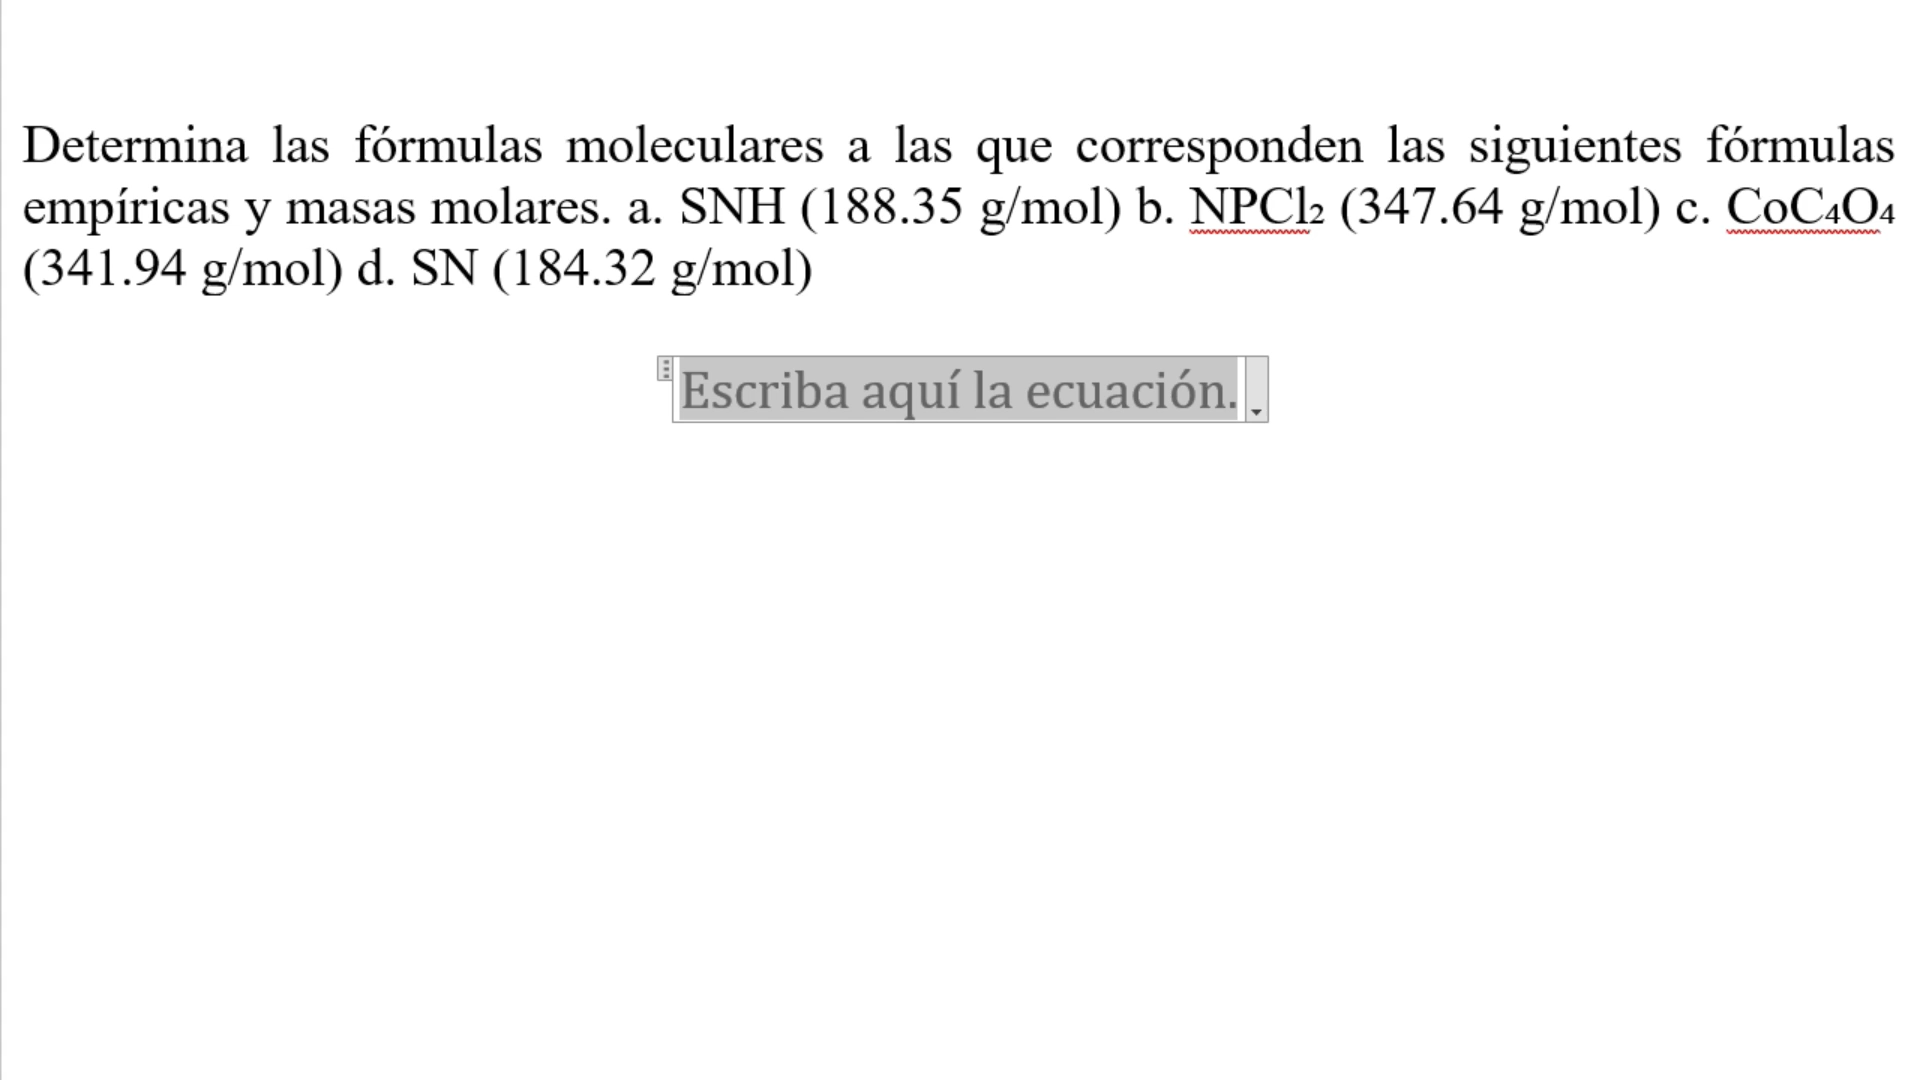 Determina las fórmulas moleculares a las que corresponden las siguientes fórmulas
empíricas y masas molares. a. SNH (188.35 g/mol) b. NPCl₂ (347.64 g/mol) c. CoC₄O₄
(341.94 g/mol) d. SN (184.32 g/mol)
Escriba aquí la ecuación.